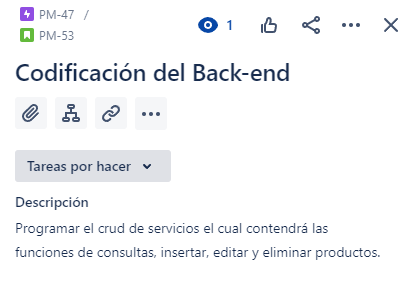 PM-47 /
PM-53
1
Codificación del Back-end
Tareas por hacer
Descripción
Programar el crud de servicios el cual contendrá las
funciones de consultas, insertar, editar y eliminar productos.